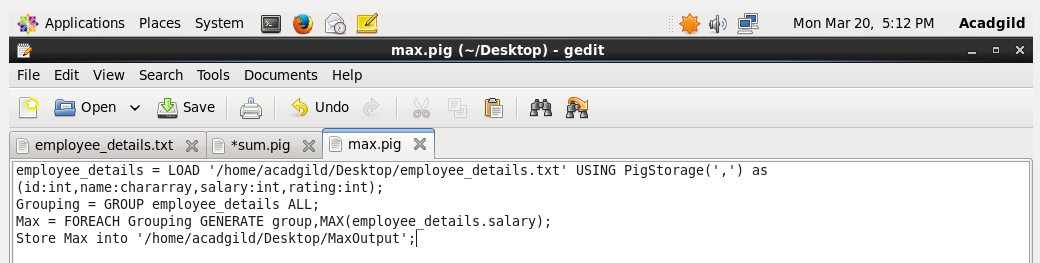 Applications Places System Mon Mar 20, 5:12 PM Acadgild
max.pig (~/Desktop) - gedit
File Edit View Search Tools Documents Help
Open Save Undo
employee_details.txt *sum.pig max.pig
employee_details = LOAD '/home/acadgild/Desktop/employee_details.txt' USING PigStorage(',') as
(id:int,name:chararray,salary:int,rating:int);
Grouping = GROUP employee_details ALL;
Max = FOREACH Grouping GENERATE group,MAX(employee_details.salary);
Store Max into '/home/acadgild/Desktop/MaxOutput';